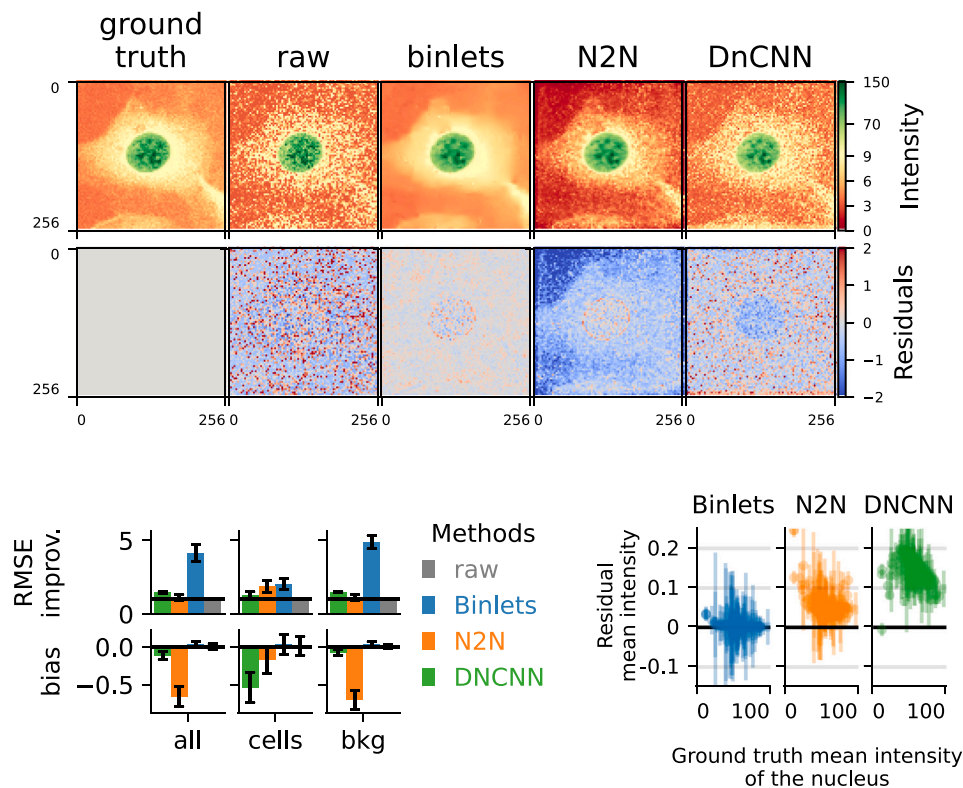 ground
truth
raw
binlets
N2N
DnCNN
0
256
150
70
9
6
3
0
Intensity
0
256
2
1
0
−1
−2
Residuals
0
256
0
256
0
256
0
256
0
256
RMSE
improv.
5
0
bias
0.0
−0.5
all
cells
bkg
Methods
raw
Binlets
N2N
DNCNN
Binlets
N2N
DNCNN
Residual
mean intensity
0.2
0.1
0
-0.1
0
100
0
100
0
100
Ground truth mean intensity
of the nucleus